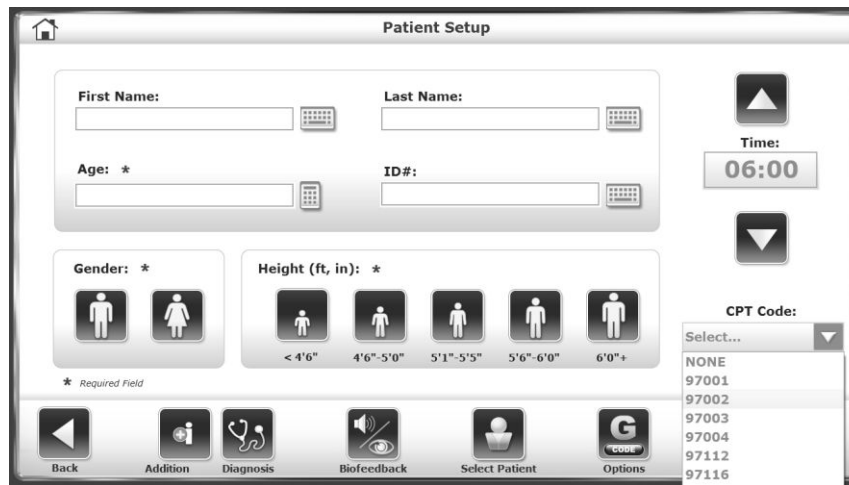 Patient Setup
First Name:
Last Name:
Age: *
ID#:
Time:
06:00
Gender: *
Height (ft, in): *
< 4'6"
4'6"-5'0"
5'1"-5'5"
5'6"-6'0"
6'0"+
* Required Field
CPT Code:
Select...
NONE
97001
97002
97003
97004
97112
97116
Back
Addition
Diagnosis
Biofeedback
Select Patient
G
CODE
Options